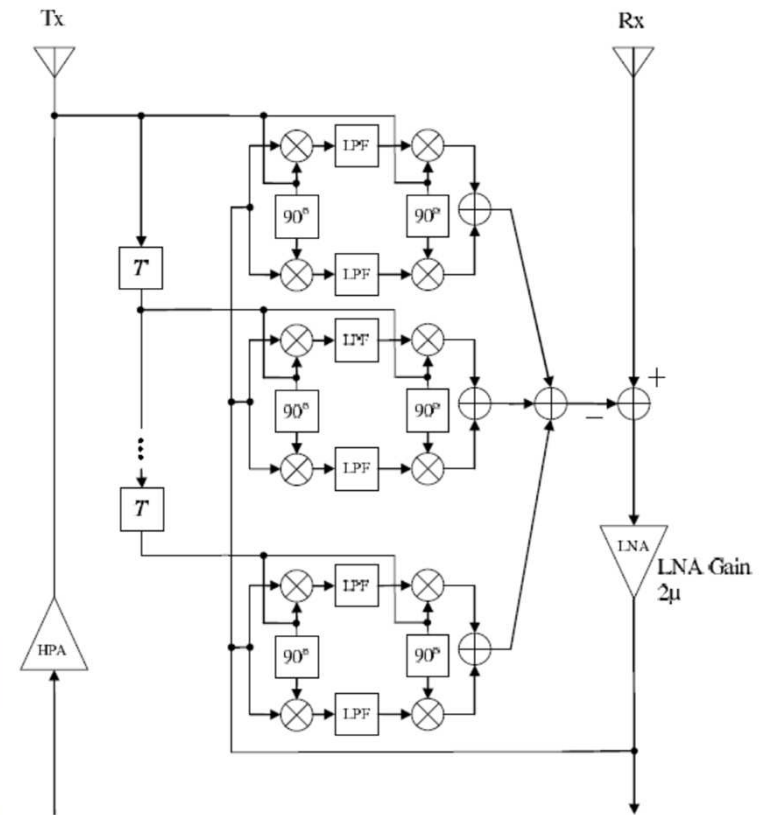 Tx Rx
LPF
90°
90°
LPF
T
LPF
+
90°
90°
−
LPF
T
LNA
LNA Gain
2μ
LPF
HPA
90°
90°
LPF